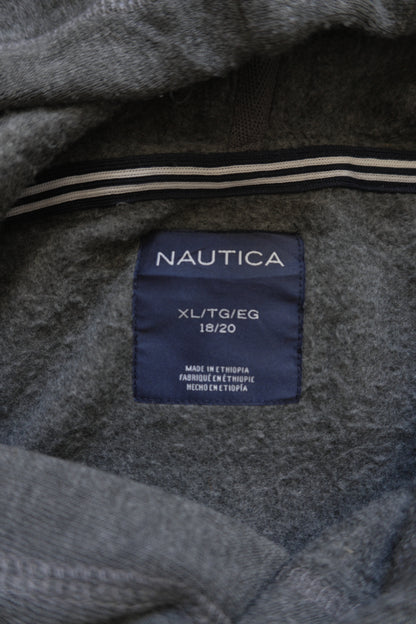 NAUTICA
XL/TG/EG
18/20
MADE IN ETHIOPIA
FABRIQUÉ EN ÉTHIOPIE
HECHO EN ETIOPÍA